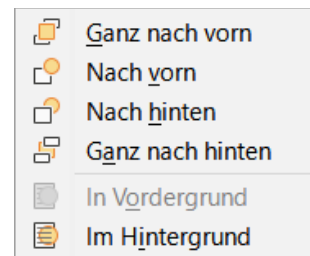 Ganz nach vorn
Nach vorn
Nach hinten
Ganz nach hinten
In Vordergrund
Im Hintergrund